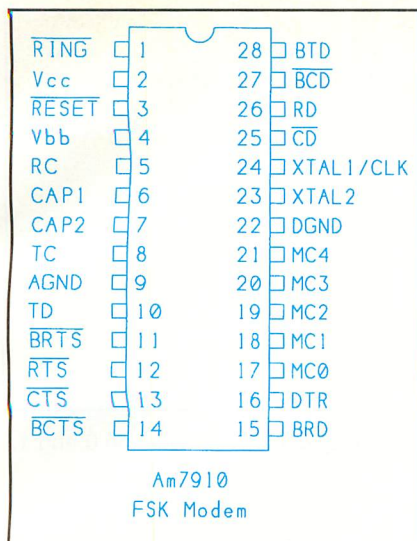 RING 1 28 BTD
Vcc 2 27 BCD
RESET 3 26 RD
Vbb 4 25 CD
RC 5 24 XTAL1/CLK
CAP1 6 23 XTAL2
CAP2 7 22 DGND
TC 8 21 MC4
AGND 9 20 MC3
TD 10 19 MC2
BRTS 11 18 MC1
RTS 12 17 MC0
CTS 13 16 DTR
BCTS 14 15 BRD
Am7910
FSK Modem